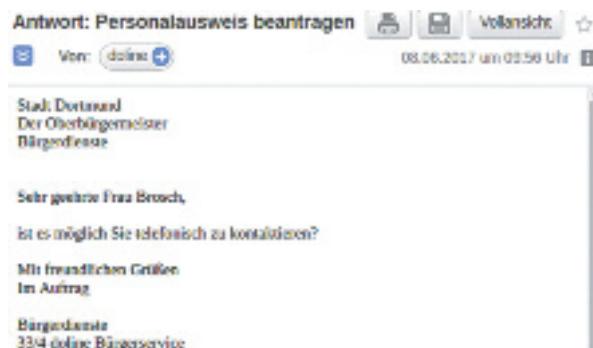 Antwort: Personalausweis beantragen Vollansicht
Von: doline 08.06.2017 um 09:56 Uhr
Stadt Dortmund
Der Oberbürgermeister
Bürgerdienste
Sehr geehrte Frau Brosch,
ist es möglich Sie telefonisch zu kontaktieren?
Mit freundlichen Grüßen
Im Auftrag
Bürgerdienste
33/4 doline Bürgerservice